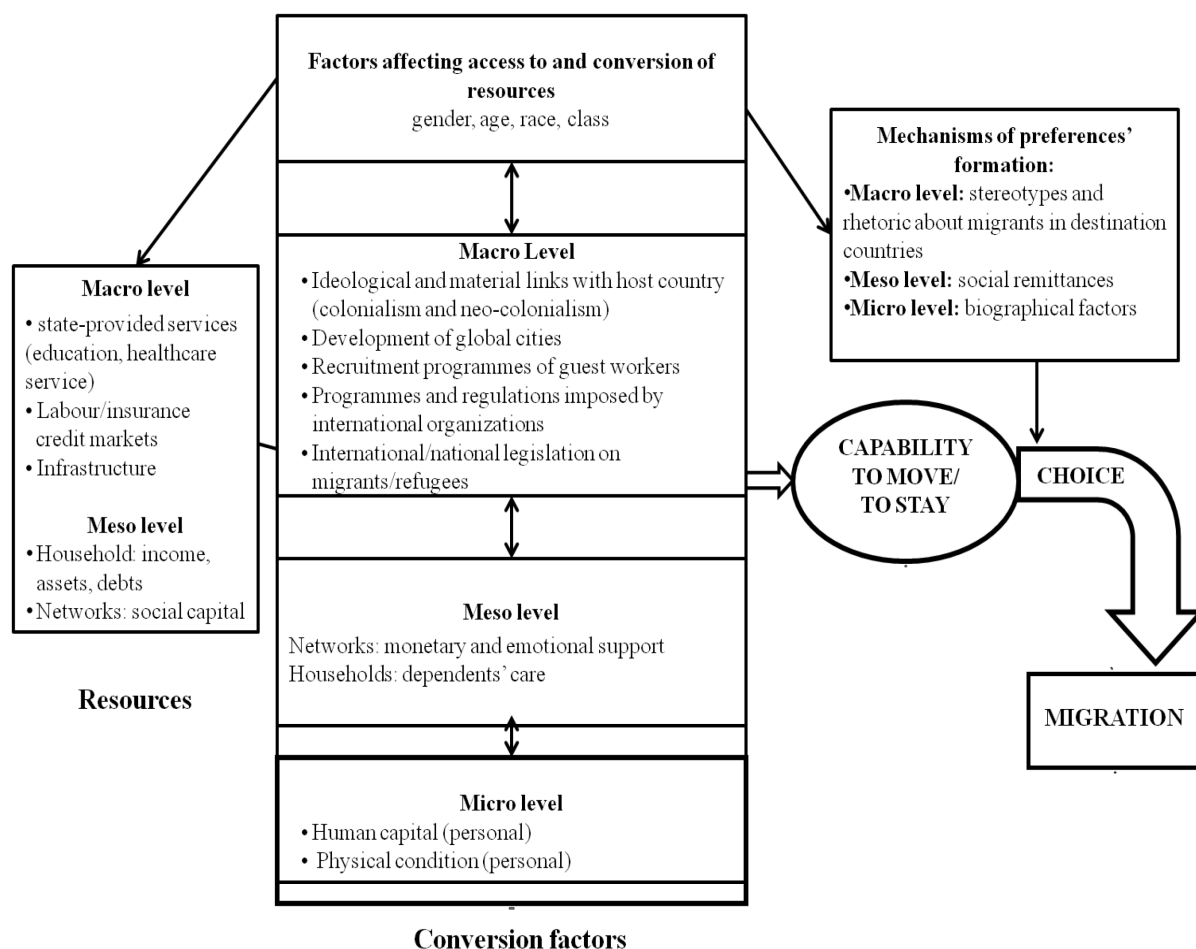 Factors affecting access to and conversion of
resources
gender, age, race, class
Mechanisms of preferences’
formation:
•Macro level: stereotypes and
rhetoric about migrants in destination
countries
•Meso level: social remittances
•Micro level: biographical factors
Macro level
• state-provided services
(education, healthcare
service)
• Labour/insurance
credit markets
• Infrastructure
Meso level
• Household: income,
assets, debts
• Networks: social capital
Resources
Macro Level
• Ideological and material links with host country
(colonialism and neo-colonialism)
• Development of global cities
• Recruitment programmes of guest workers
• Programmes and regulations imposed by
international organizations
• International/national legislation on
migrants/refugees
Meso level
Networks: monetary and emotional support
Households: dependents’ care
Micro level
• Human capital (personal)
• Physical condition (personal)
Conversion factors
CAPABILITY
TO MOVE/
TO STAY
CHOICE
MIGRATION